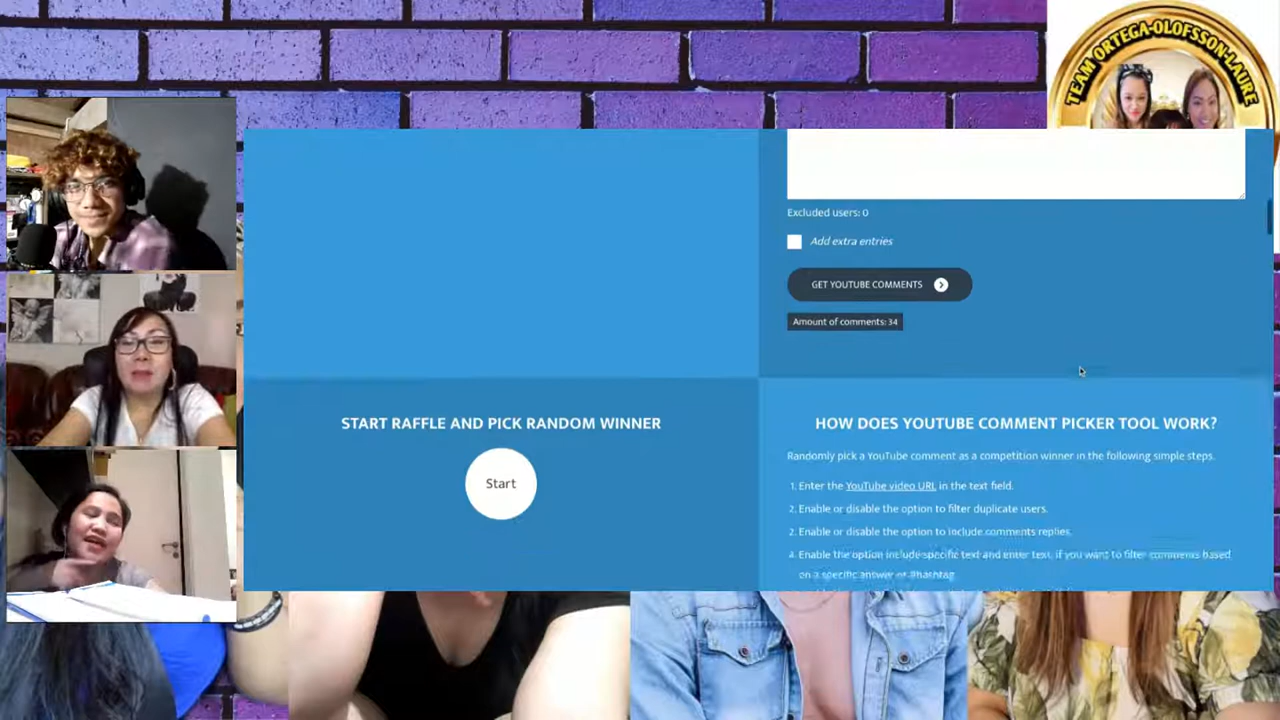 TEAM ORTEGA-OLOFSSON-LAURE
Excluded users: 0
Add extra entries
GET YOUTUBE COMMENTS
Amount of comments: 34
START RAFFLE AND PICK RANDOM WINNER
Start
HOW DOES YOUTUBE COMMENT PICKER TOOL WORK?
Randomly pick a YouTube comment as a competition winner in the following simple steps.
1. Enter the YouTube video URL in the text field.
2. Enable or disable the option to filter duplicate users.
2. Enable or disable the option to include comments replies.
4. Enable the option include specific text and enter text, if you want to filter comments based
on a specific answer or #hashtag.